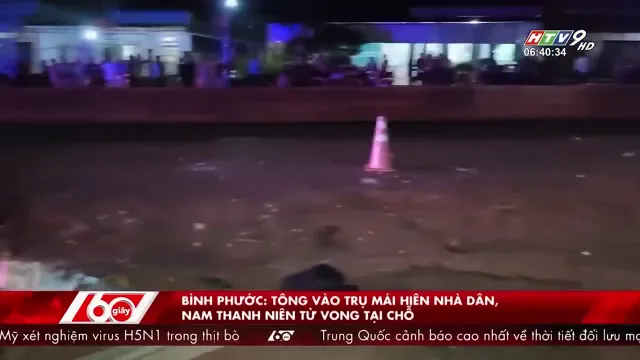 HTV9 HD
06:40:34
BÌNH PHƯỚC: TÔNG VÀO TRỤ MÁI HIÊN NHÀ DÂN,
NAM THANH NIÊN TỬ VONG TẠI CHỖ
60 giây
Mỹ xét nghiệm virus H5N1 trong thịt bò 60 Trung Quốc cảnh báo cao nhất về thời tiết đối lưu mạ